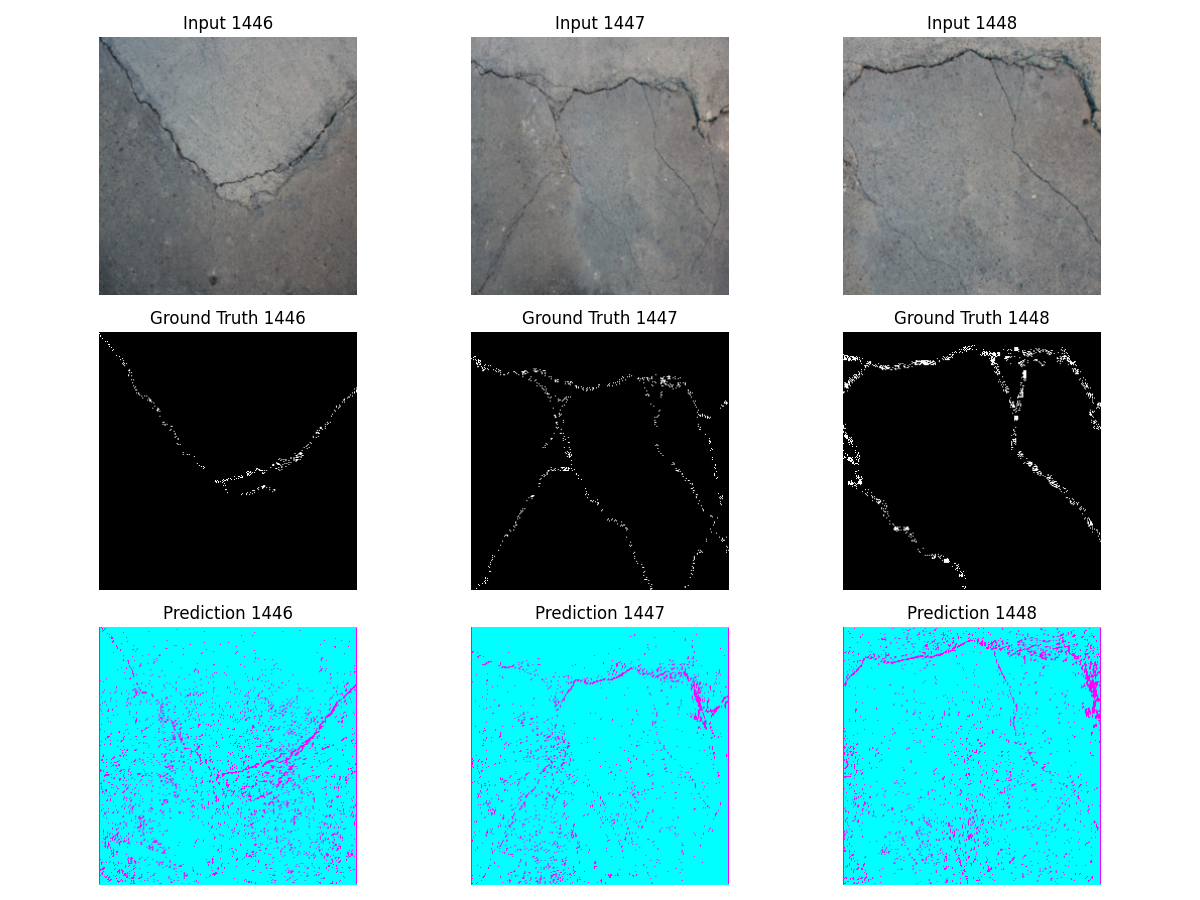 Input 1446
Input 1447
Input 1448
Ground Truth 1446
Ground Truth 1447
Ground Truth 1448
Prediction 1446
Prediction 1447
Prediction 1448